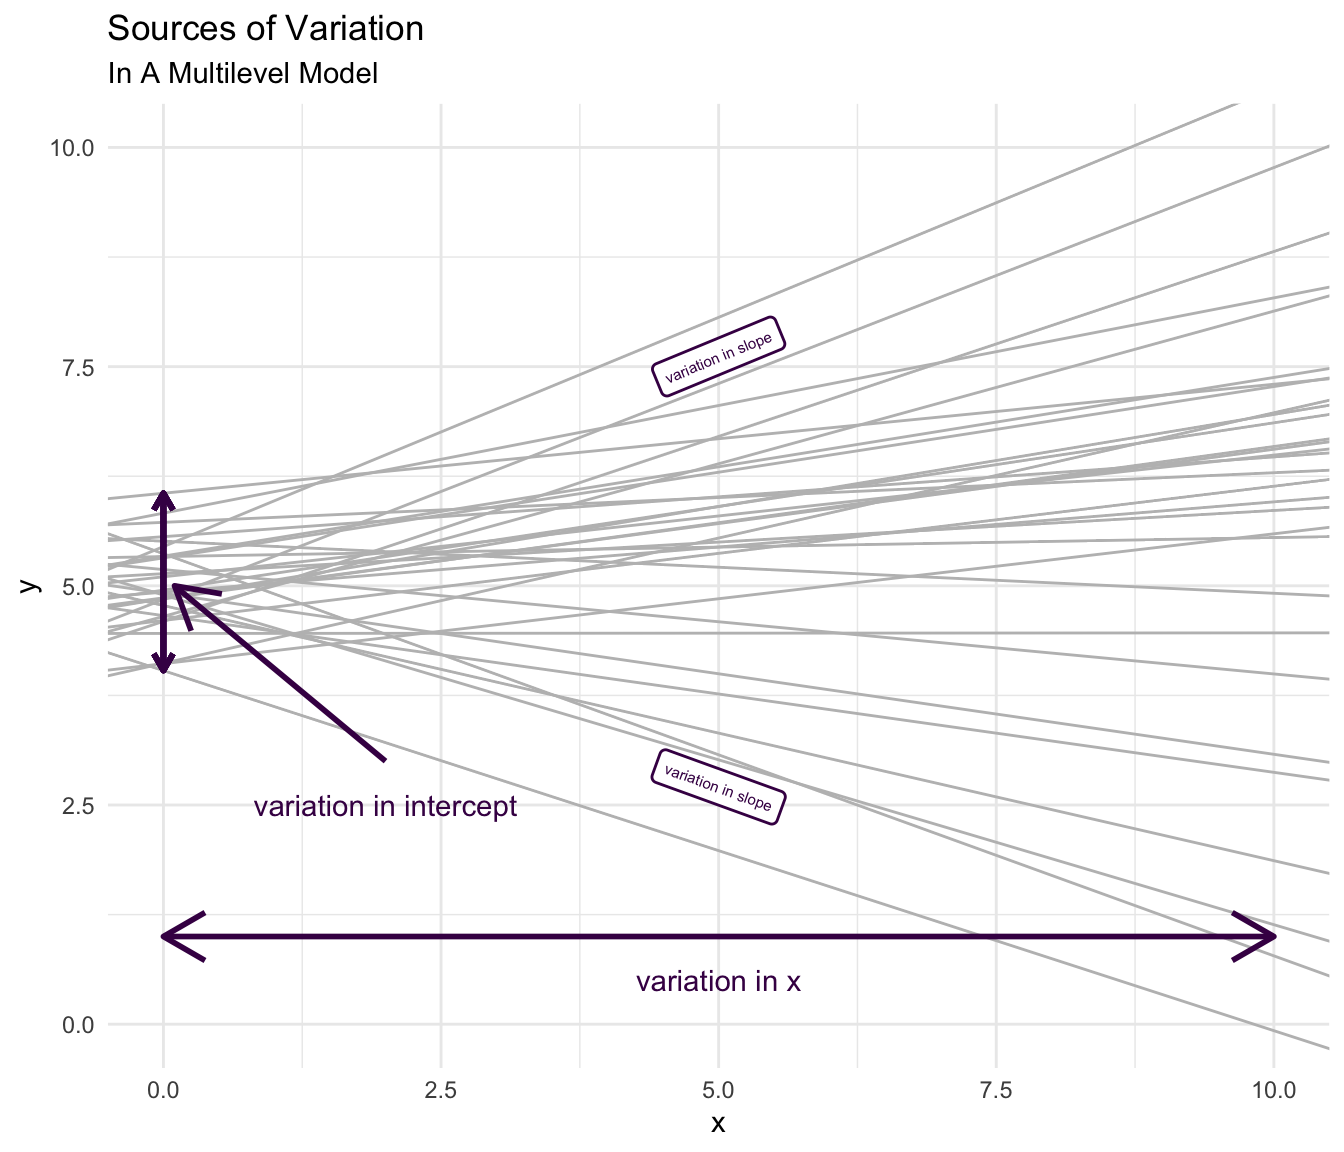 Sources of Variation
In A Multilevel Model
10.0
7.5
5.0
2.5
0.0
y
variation in slope
variation in slope
variation in intercept
variation in x
0.0
2.5
5.0
7.5
10.0
x